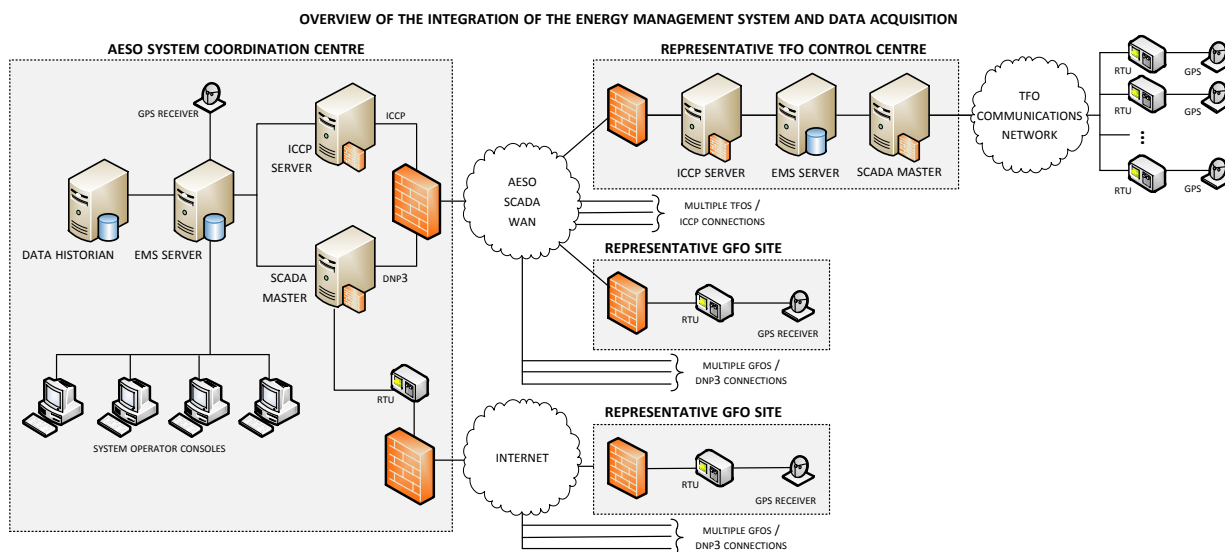 OVERVIEW OF THE INTEGRATION OF THE ENERGY MANAGEMENT SYSTEM AND DATA ACQUISITION
AESO SYSTEM COORDINATION CENTRE
GPS RECEIVER
ICCP
ICCP
SERVER
DATA HISTORIAN
EMS SERVER
SCADA
MASTER
DNP3
RTU
SYSTEM OPERATOR CONSOLES
AESO
SCADA
WAN
INTERNET
REPRESENTATIVE TFO CONTROL CENTRE
ICCP SERVER
EMS SERVER
SCADA MASTER
TFO
COMMUNICATIONS
NETWORK
RTU
GPS
RTU
GPS
...
RTU
GPS
MULTIPLE TFOS /
ICCP CONNECTIONS
REPRESENTATIVE GFO SITE
RTU
GPS RECEIVER
MULTIPLE GFOS /
DNP3 CONNECTIONS
REPRESENTATIVE GFO SITE
RTU
GPS RECEIVER
MULTIPLE GFOS /
DNP3 CONNECTIONS